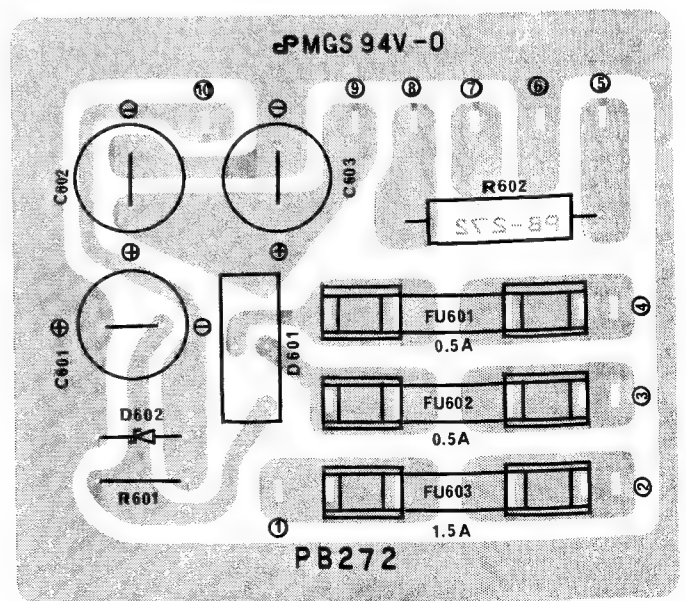 PMGS 94V-0
⑩ ⑨ ⑧ ⑦ ⑥ ⑤
⊖ ⊖
C602
C603
R602
PB-272
⊕ ⊕
⊕ ⊖
C601
D601
FU601
④
0.5A
FU602
③
0.5A
D602
R601
FU603
②
①
1.5A
PB272